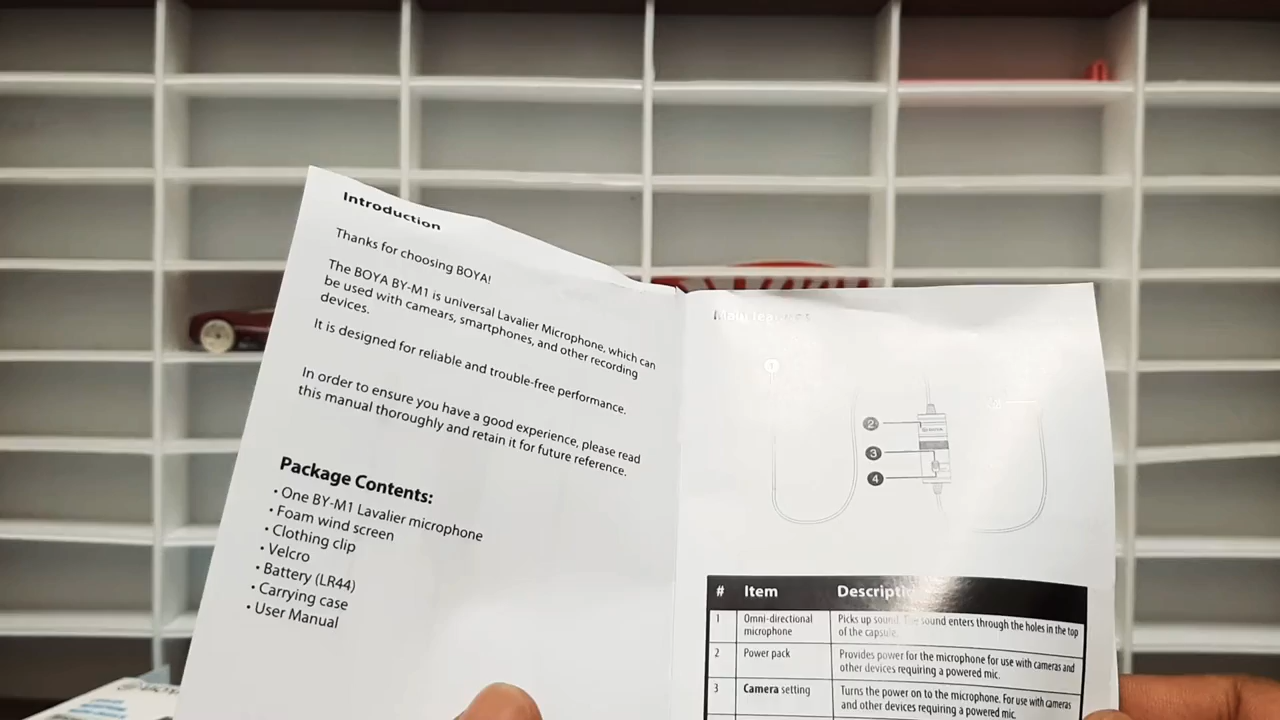 Introduction
Thanks for choosing BOYA!
The BOYA BY-M1 is universal Lavalier Microphone, which can
be used with camears, smartphones, and other recording
devices.
It is designed for reliable and trouble-free performance.
In order to ensure you have a good experience, please read
this manual thoroughly and retain it for future reference.
Package Contents:
• One BY-M1 Lavalier microphone
• Foam wind screen
• Clothing clip
• Velcro
• Battery (LR44)
• Carrying case
• User Manual
Main features
1
2
3
4
# Item Description
1 Omni-directional microphone Picks up sound. The sound enters through the holes in the top
of the capsule.
2 Power pack Provides power for the microphone for use with cameras and
other devices requiring a powered mic.
3 Camera setting Turns the power on to the microphone. For use with cameras
and other devices requiring a powered mic.